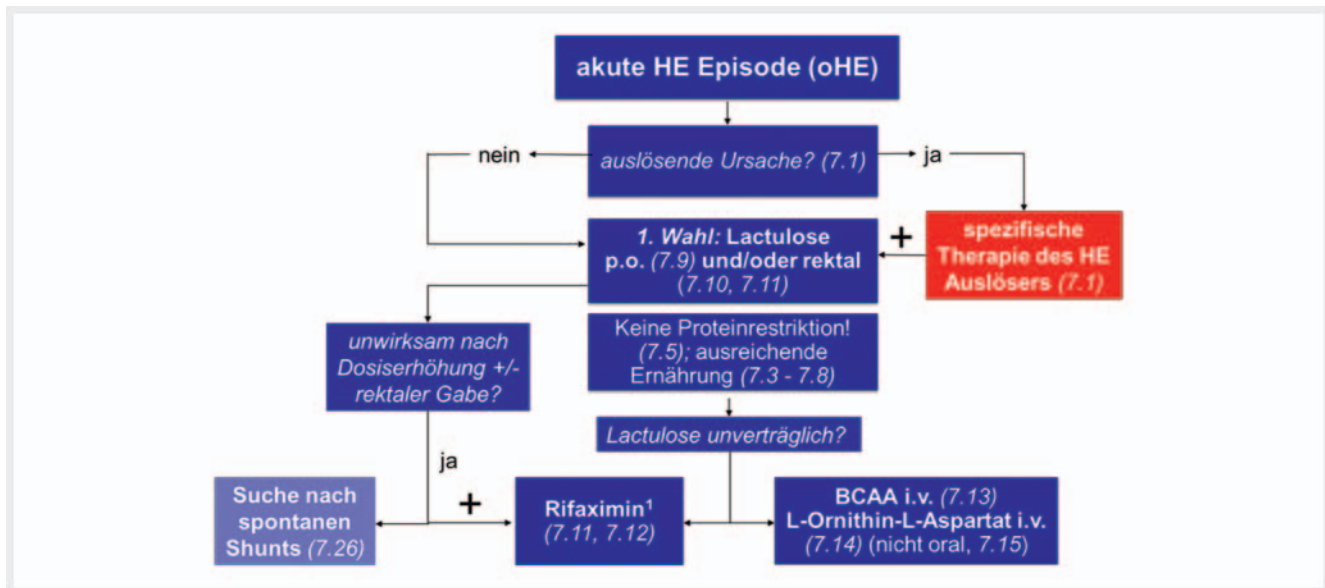 akute HE Episode (oHE)
nein
auslösende Ursache? (7.1)
ja
1. Wahl: Lactulose
p.o. (7.9) und/oder rektal
(7.10, 7.11)
+
spezifische
Therapie des HE
Auslösers (7.1)
unwirksam nach
Dosiserhöhung +/-
rektaler Gabe?
Keine Proteinrestriktion!
(7.5); ausreichende
Ernährung (7.3 - 7.8)
Lactulose unverträglich?
ja
Suche nach
spontanen
Shunts (7.26)
+
Rifaximin¹
(7.11, 7.12)
BCAA i.v. (7.13)
L-Ornithin-L-Aspartat i.v.
(7.14) (nicht oral, 7.15)